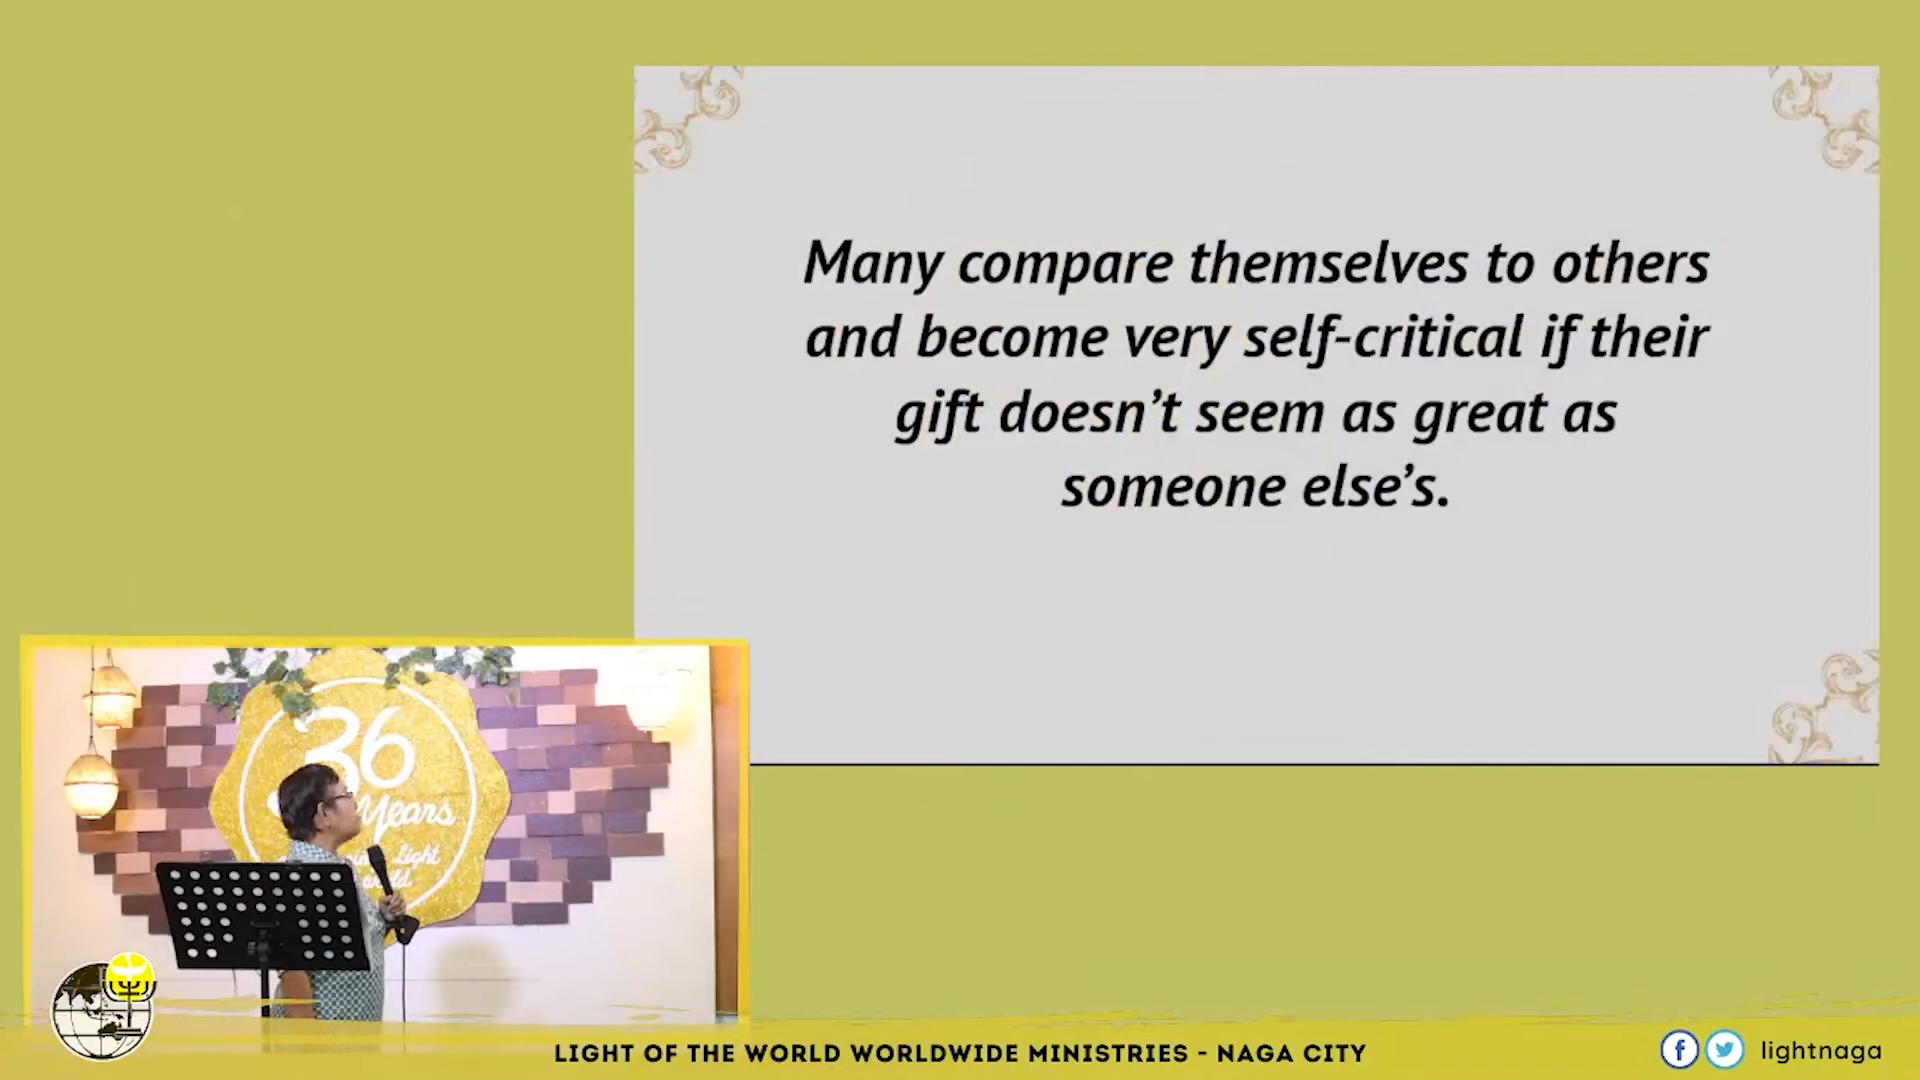 Many compare themselves to others
and become very self-critical if their
gift doesn't seem as great as
someone else's.
36
Years
Light
LIGHT OF THE WORLD WORLDWIDE MINISTRIES - NAGA CITY
lightnaga